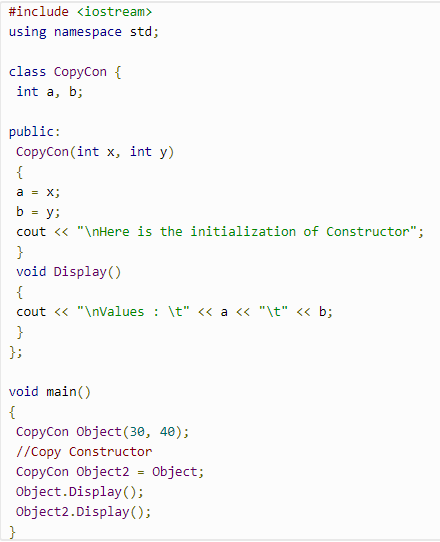 #include <iostream>
using namespace std;
class CopyCon {
int a, b;
public:
CopyCon(int x, int y)
{
a = x;
b = y;
cout << "\nHere is the initialization of Constructor";
}
void Display()
{
cout << "\nValues : \t" << a << "\t" << b;
}
};
void main()
{
CopyCon Object(30, 40);
//Copy Constructor
CopyCon Object2 = Object;
Object.Display();
Object2.Display();
}